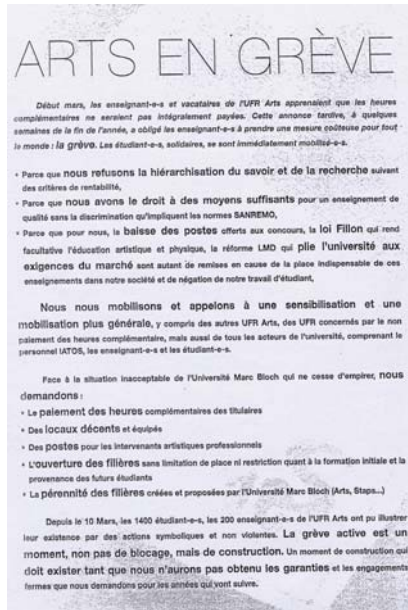 ARTS EN GRÈVE
Début mars, les enseignant-e-s et vacataires de l'UFR Arts apprenaient que les heures
complémentaires ne seraient pas intégralement payées. Cette annonce tardive, à quelques
semaines de la fin de l'année, a obligé les enseignant-e-s à prendre une mesure coûteuse pour tout
le monde : la grève. Les étudiant-e-s, solidaires, se sont immédiatement mobilisé-e-s.
• Parce que nous refusons la hiérarchisation du savoir et de la recherche suivant
des critères de rentabilité,
• Parce que nous avons le droit à des moyens suffisants pour un enseignement de
qualité sans la discrimination qu'impliquent les normes SANREMO,
• Parce que pour nous, la baisse des postes offerts aux concours, la loi Fillon qui rend
facultative l'éducation artistique et physique, la réforme LMD qui plie l'université aux
exigences du marché sont autant de remises en cause de la place indispensable de ces
enseignements dans notre société et de négation de notre travail d'étudiant,
Nous nous mobilisons et appelons à une sensibilisation et une
mobilisation plus générale, y compris des autres UFR Arts, des UFR concernés par le non
paiement des heures complémentaire, mais aussi de tous les acteurs de l'université, comprenant le
personnel IATOS, les enseignant-e-s et les étudiant-e-s.
Face à la situation inacceptable de l'Université Marc Bloch qui ne cesse d'empirer, nous
demandons :
• Le paiement des heures complémentaires des titulaires
• Des locaux décents et équipés
• Des postes pour les intervenants artistiques professionnels
• L'ouverture des filières sans limitation de place ni restriction quant à la formation initiale et la
provenance des futurs étudiants
• La pérennité des filières créées et proposées par l'Université Marc Bloch (Arts, Staps...)
Depuis le 10 Mars, les 1400 étudiant-e-s, les 200 enseignant-e-s de l'UFR Arts ont pu illustrer
leur existence par des actions symboliques et non violentes. La grève active est un
moment, non pas de blocage, mais de construction. Un moment de construction qui
doit exister tant que nous n'aurons pas obtenu les garanties et les engagements
fermes que nous demandons pour les années qui vont suivre.